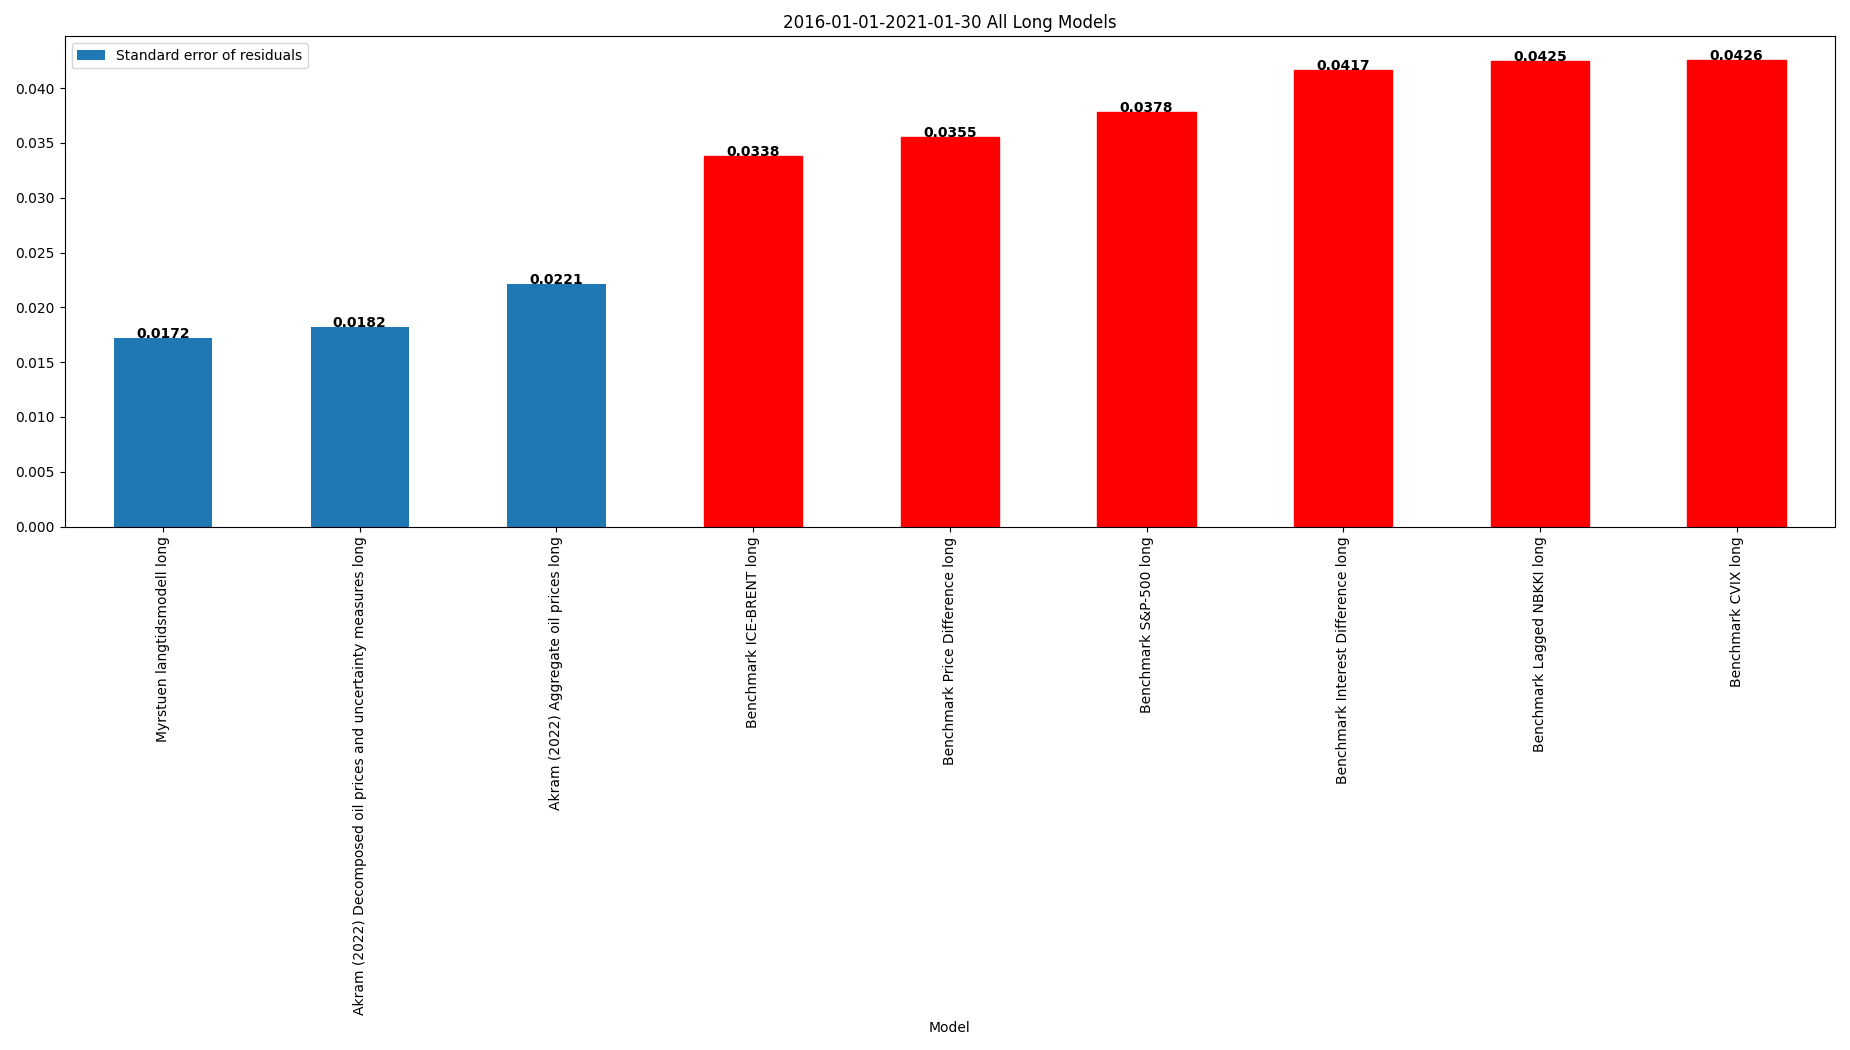 2016-01-01-2021-01-30 All Long Models
Standard error of residuals
0.040
0.035
0.030
0.025
0.020
0.015
0.010
0.005
0.000
0.0172
0.0182
0.0221
0.0338
0.0355
0.0378
0.0417
0.0425
0.0426
Myrstuen langtidsmodell long
Akram (2022) Decomposed oil prices and uncertainty measures long
Akram (2022) Aggregate oil prices long
Benchmark ICE-BRENT long
Benchmark Price Difference long
Benchmark S&P-500 long
Benchmark Interest Difference long
Benchmark Lagged NBKKI long
Benchmark CVIX long
Model